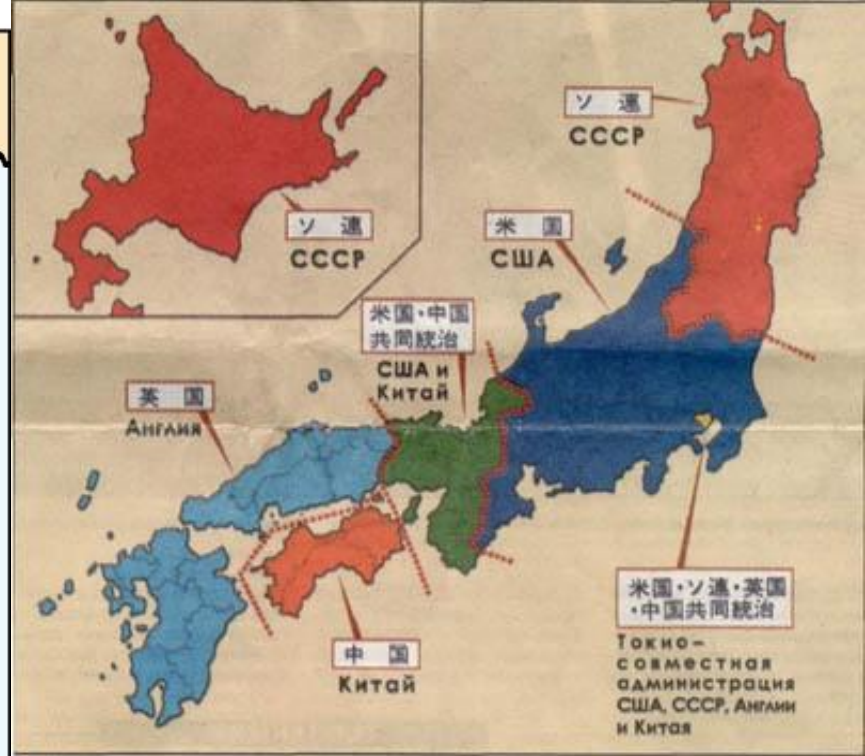 ソ 連
СССР
ソ 連
СССР
米 国
США
米国・中国
共同統治
США и
Китай
英 国
Англия
中 国
Китай
米国・ソ連・英国
・中国共同統治
Токио–
совместная
администрация
США, СССР, Англии
и Китая